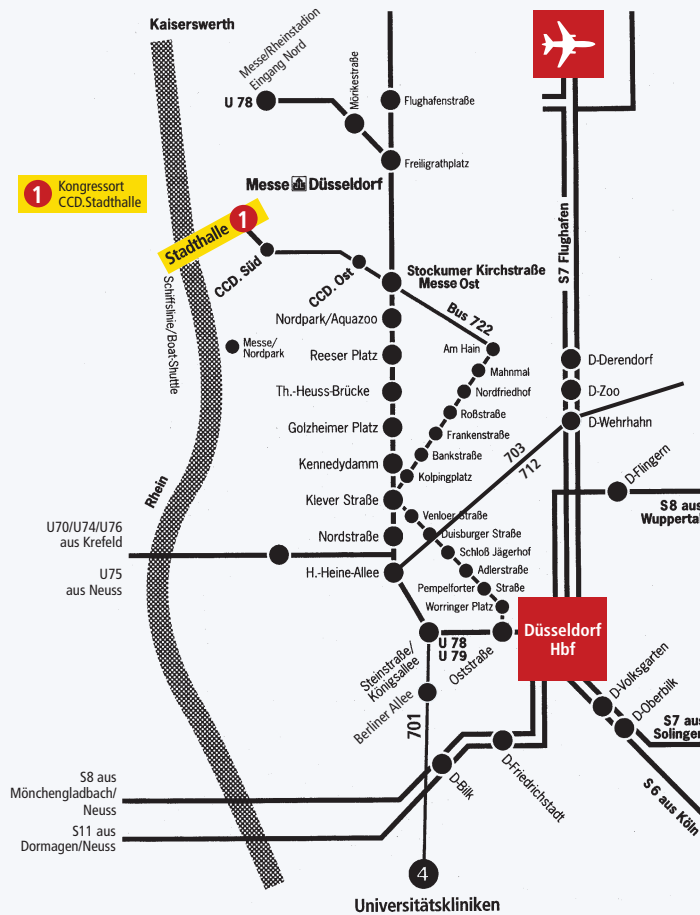 Kaiserswerth
Messe/Rheinstadion
Eingang Nord
U 78
Mörikestraße
Flughafenstraße
Freiligrathplatz
Messe Düsseldorf
1
Kongressort
CCD.Stadthalle
Stadthalle 1
CCD. Süd
CCD. Ost
Stockumer Kirchstraße
Messe Ost
S7 Flughafen
Schiffslinie/Boat-Shuttle
Bus 722
Nordpark/Aquazoo
Messe/
Nordpark
Am Hain
Reeser Platz
D-Derendorf
Mahnmal
Th.-Heuss-Brücke
Nordfriedhof
D-Zoo
Roßstraße
Golzheimer Platz
D-Wehrhahn
Frankenstraße
703
712
Bankstraße
Kennedydamm
Kolpingplatz
D-Flingern
Rhein
Klever Straße
S8 aus
Wuppertal
Venloer Straße
U70/U74/U76
aus Krefeld
Nordstraße
Duisburger Straße
Schloß Jägerhof
U75
aus Neuss
H.-Heine-Allee
Adlerstraße
Pempelforter Straße
Worringer Platz
Düsseldorf
Hbf
U 78
U 79
Steinstraße/
Königsallee
Oststraße
Berliner Allee
701
D-Volksgarten
D-Oberbilk
S7 aus
Solingen
S6 aus Köln
S8 aus
Mönchengladbach/
Neuss
D-Bilk
D-Friedrichstadt
S11 aus
Dormagen/Neuss
4
Universitätskliniken